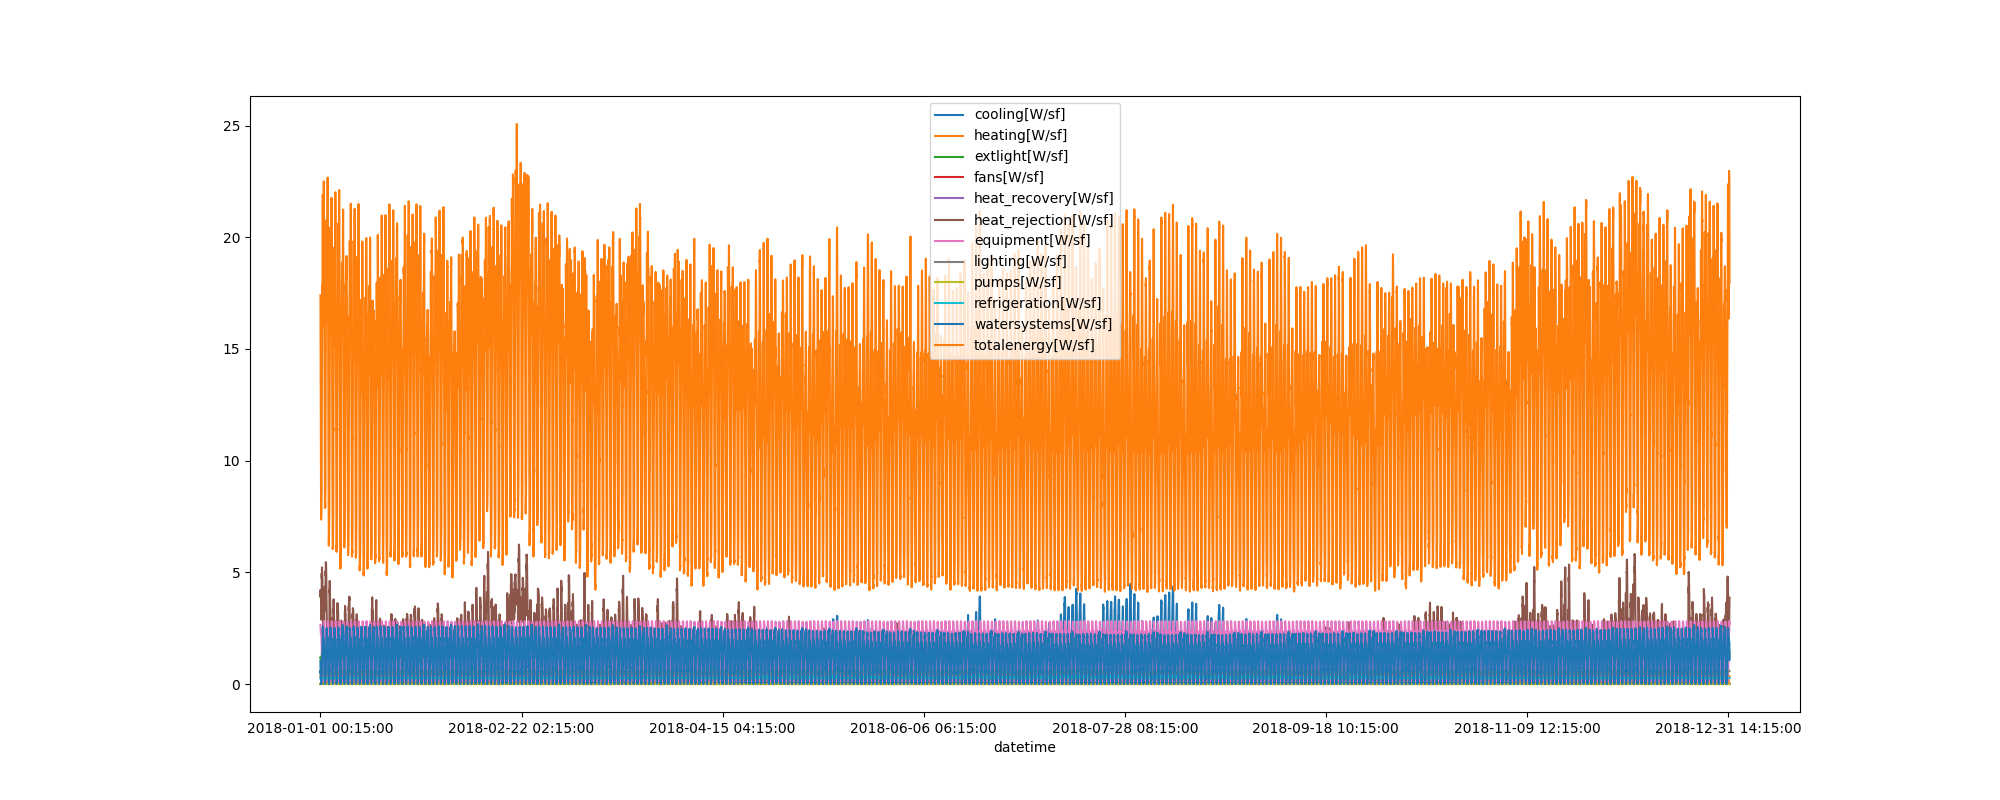 25
20
15
10
5
0
cooling[W/sf]
heating[W/sf]
extlight[W/sf]
fans[W/sf]
heat_recovery[W/sf]
heat_rejection[W/sf]
equipment[W/sf]
lighting[W/sf]
pumps[W/sf]
refrigeration[W/sf]
watersystems[W/sf]
totalenergy[W/sf]
2018-01-01 00:15:00 2018-02-22 02:15:00 2018-04-15 04:15:00 2018-06-06 06:15:00 2018-07-28 08:15:00 2018-09-18 10:15:00 2018-11-09 12:15:00 2018-12-31 14:15:00
datetime